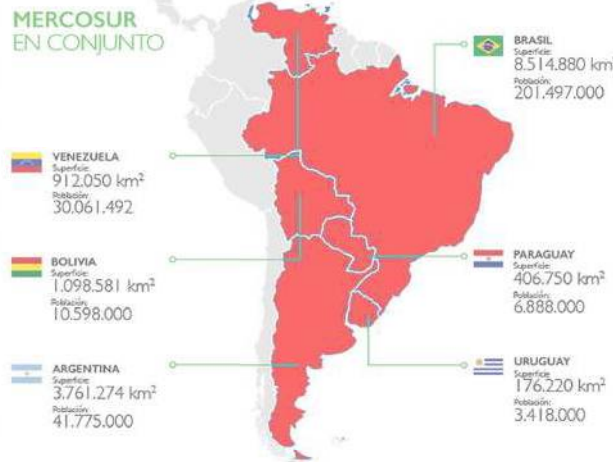 MERCOSUR
EN CONJUNTO
BRASIL
Superficie:
8.514.880 km
Población:
201.497.000
VENEZUELA
Superficie:
912.050 km²
Población:
30.061.492
BOLIVIA
Superficie:
1.098.581 km²
Población:
10.598.000
PARAGUAY
Superficie:
406.750 km²
Población:
6.888.000
ARGENTINA
Superficie:
3.761.274 km²
Población:
41.775.000
URUGUAY
Superficie
176.220 km²
Población:
3.418.000